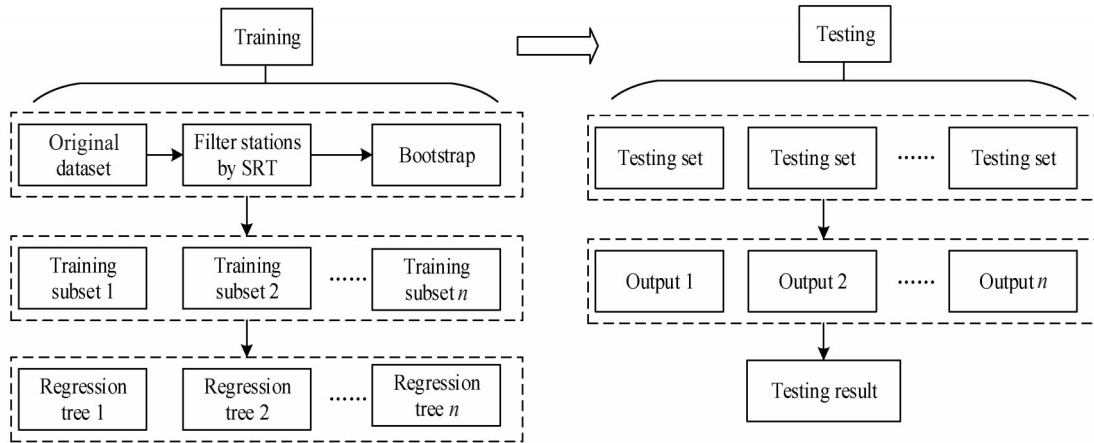 Training
Testing
Original
dataset
Filter stations
by SRT
Bootstrap
Testing set
Testing set
......
Testing set
Training
subset 1
Training
subset 2
......
Training
subset n
Output 1
Output 2
......
Output n
Regression
tree 1
Regression
tree 2
......
Regression
tree n
Testing result